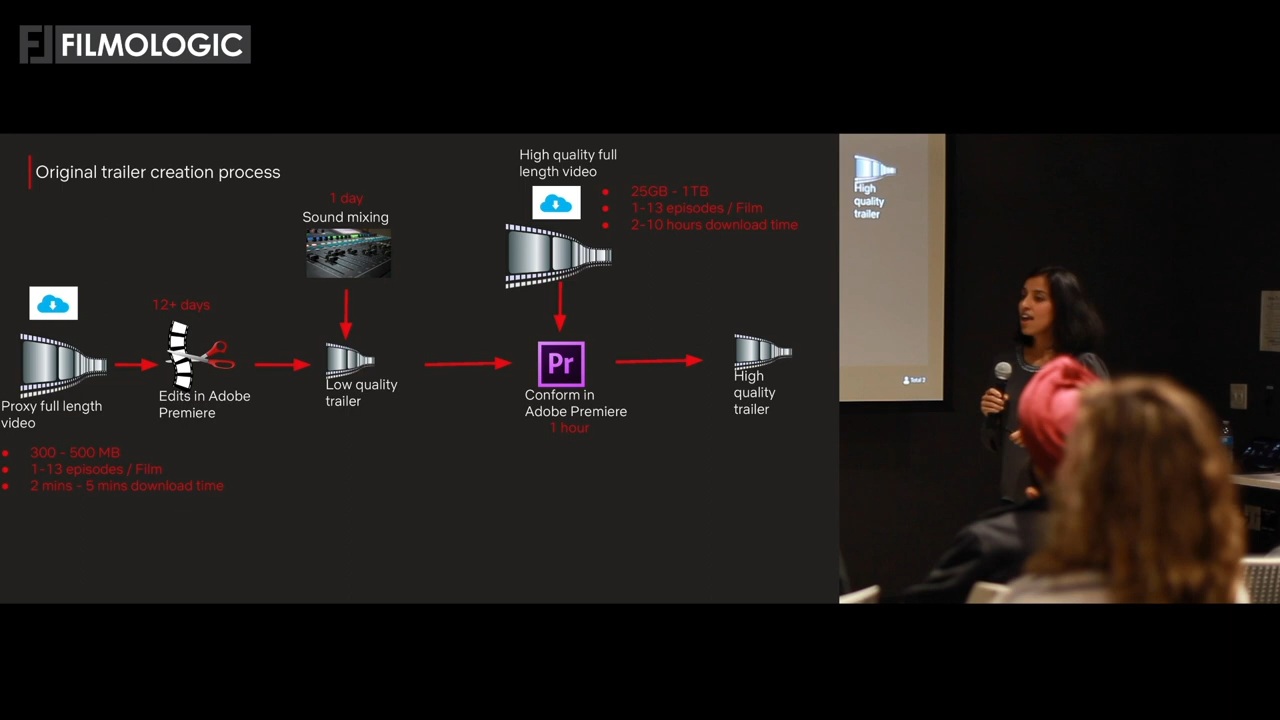 FL FILMOLOGIC
Original trailer creation process
High quality full
length video
25GB - 1TB
1-13 episodes / Film
2-10 hours download time
1 day
Sound mixing
12+ days
Edits in Adobe
Premiere
Low quality
trailer
Pr
Conform in
Adobe Premiere
1 hour
High
quality
trailer
Proxy full length
video
300 - 500 MB
1-13 episodes / Film
2 mins - 5 mins download time
High
quality
trailer